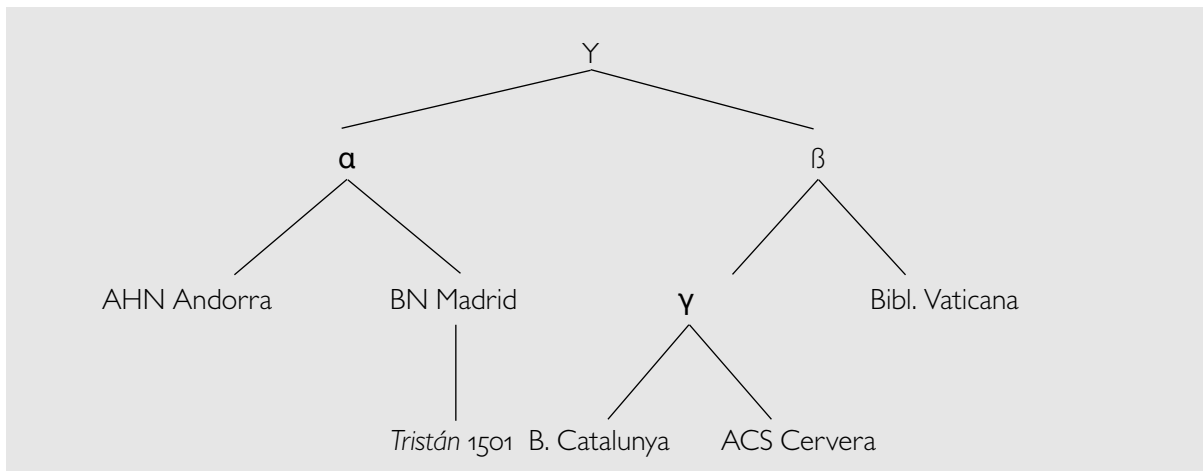 Y
α ß
AHN Andorra BN Madrid γ Bibl. Vaticana
Tristán 1501 B. Catalunya ACS Cervera